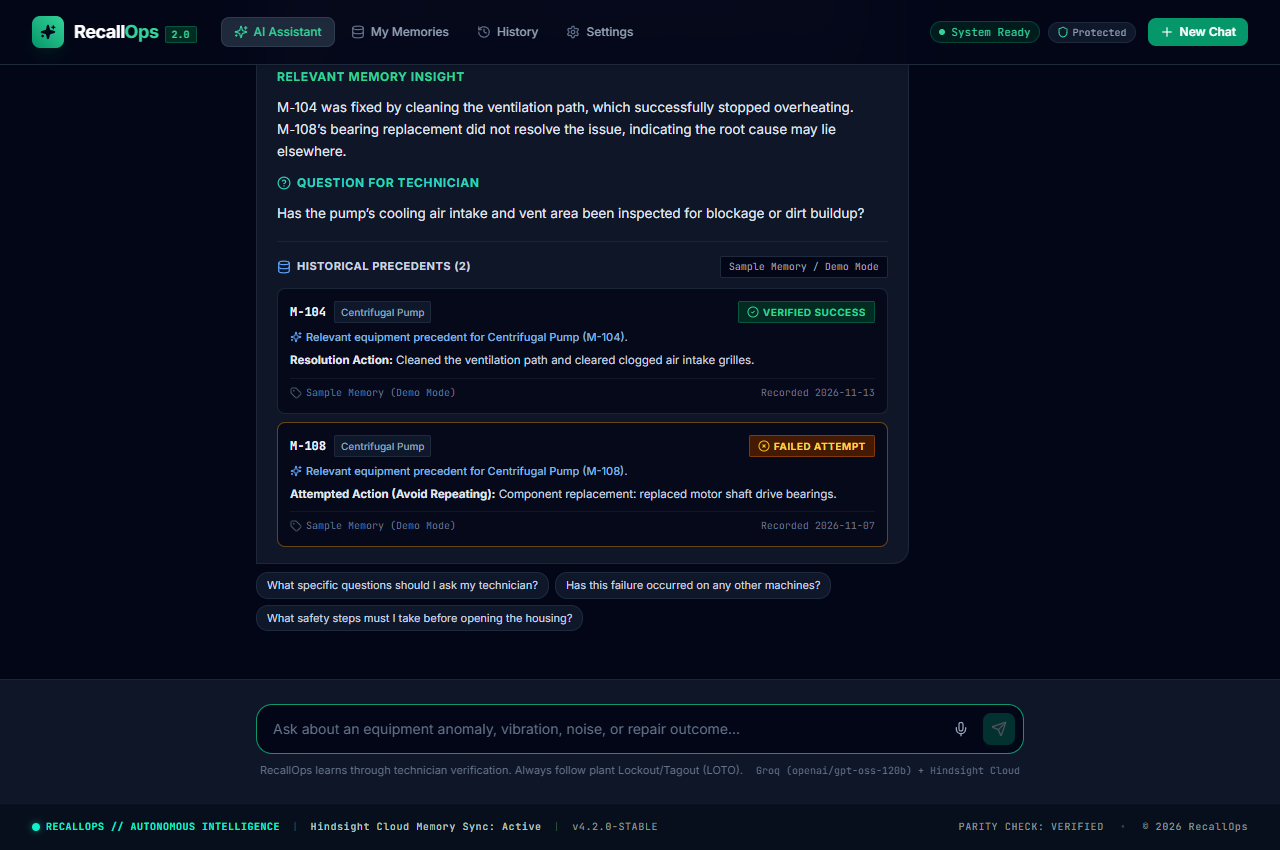 RecallOps 2.0 AI Assistant My Memories History Settings System Ready Protected + New Chat
RELEVANT MEMORY INSIGHT
M-104 was fixed by cleaning the ventilation path, which successfully stopped overheating.
M-108’s bearing replacement did not resolve the issue, indicating the root cause may lie
elsewhere.
QUESTION FOR TECHNICIAN
Has the pump’s cooling air intake and vent area been inspected for blockage or dirt buildup?
HISTORICAL PRECEDENTS (2) Sample Memory / Demo Mode
M-104 Centrifugal Pump VERIFIED SUCCESS
Relevant equipment precedent for Centrifugal Pump (M-104).
Resolution Action: Cleaned the ventilation path and cleared clogged air intake grilles.
Sample Memory (Demo Mode) Recorded 2026-11-13
M-108 Centrifugal Pump FAILED ATTEMPT
Relevant equipment precedent for Centrifugal Pump (M-108).
Attempted Action (Avoid Repeating): Component replacement: replaced motor shaft drive bearings.
Sample Memory (Demo Mode) Recorded 2026-11-07
What specific questions should I ask my technician? Has this failure occurred on any other machines?
What safety steps must I take before opening the housing?
Ask about an equipment anomaly, vibration, noise, or repair outcome...
RecallOps learns through technician verification. Always follow plant Lockout/Tagout (LOTO). Groq (openai/gpt-oss-120b) + Hindsight Cloud
RECALLOPS // AUTONOMOUS INTELLIGENCE | Hindsight Cloud Memory Sync: Active | v4.2.0-STABLE PARITY CHECK: VERIFIED · © 2026 RecallOps